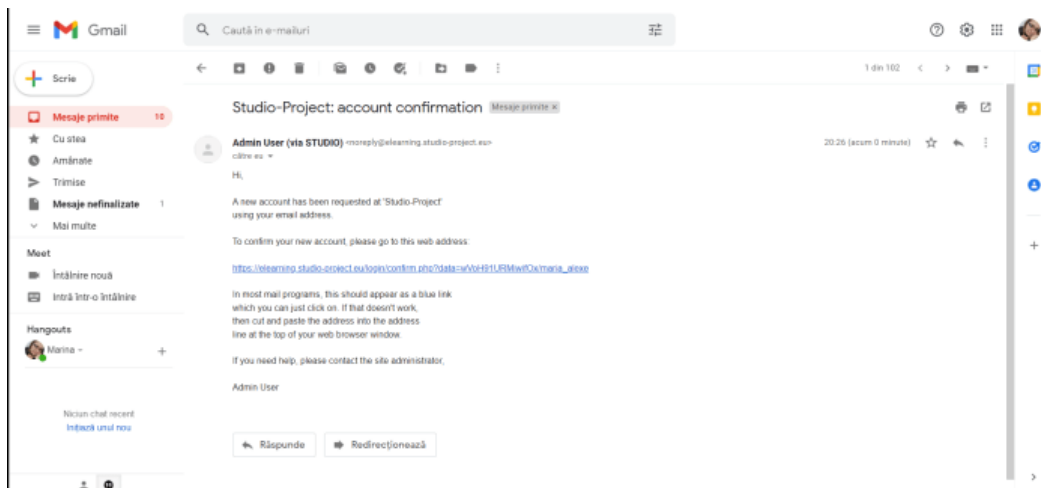 Gmail
Caută în e-mailuri
Scrie
1 din 102
Mesaje primite 10
Cu stea
Amânate
Trimise
Mesaje nefinalizate 1
Mai multe
Meet
Întâlnire nouă
Intră într-o întâlnire
Hangouts
Marina
Niciun chat recent
Inițiază unul nou
Studio-Project: account confirmation Mesaje primite x
Admin User (via STUDIO) <noreply@elearning.studio-project.eu>
20:26 (acum 0 minute)
către eu
Hi,
A new account has been requested at 'Studio-Project'
using your email address.
To confirm your new account, please go to this web address:
https://elearning.studio-project.eu/login/confirm.php?data=wVoH91URMiwifOx/maria_alexe
In most mail programs, this should appear as a blue link
which you can just click on. If that doesn't work,
then cut and paste the address into the address
line at the top of your web browser window.
If you need help, please contact the site administrator,
Admin User
Răspunde
Redirecționează